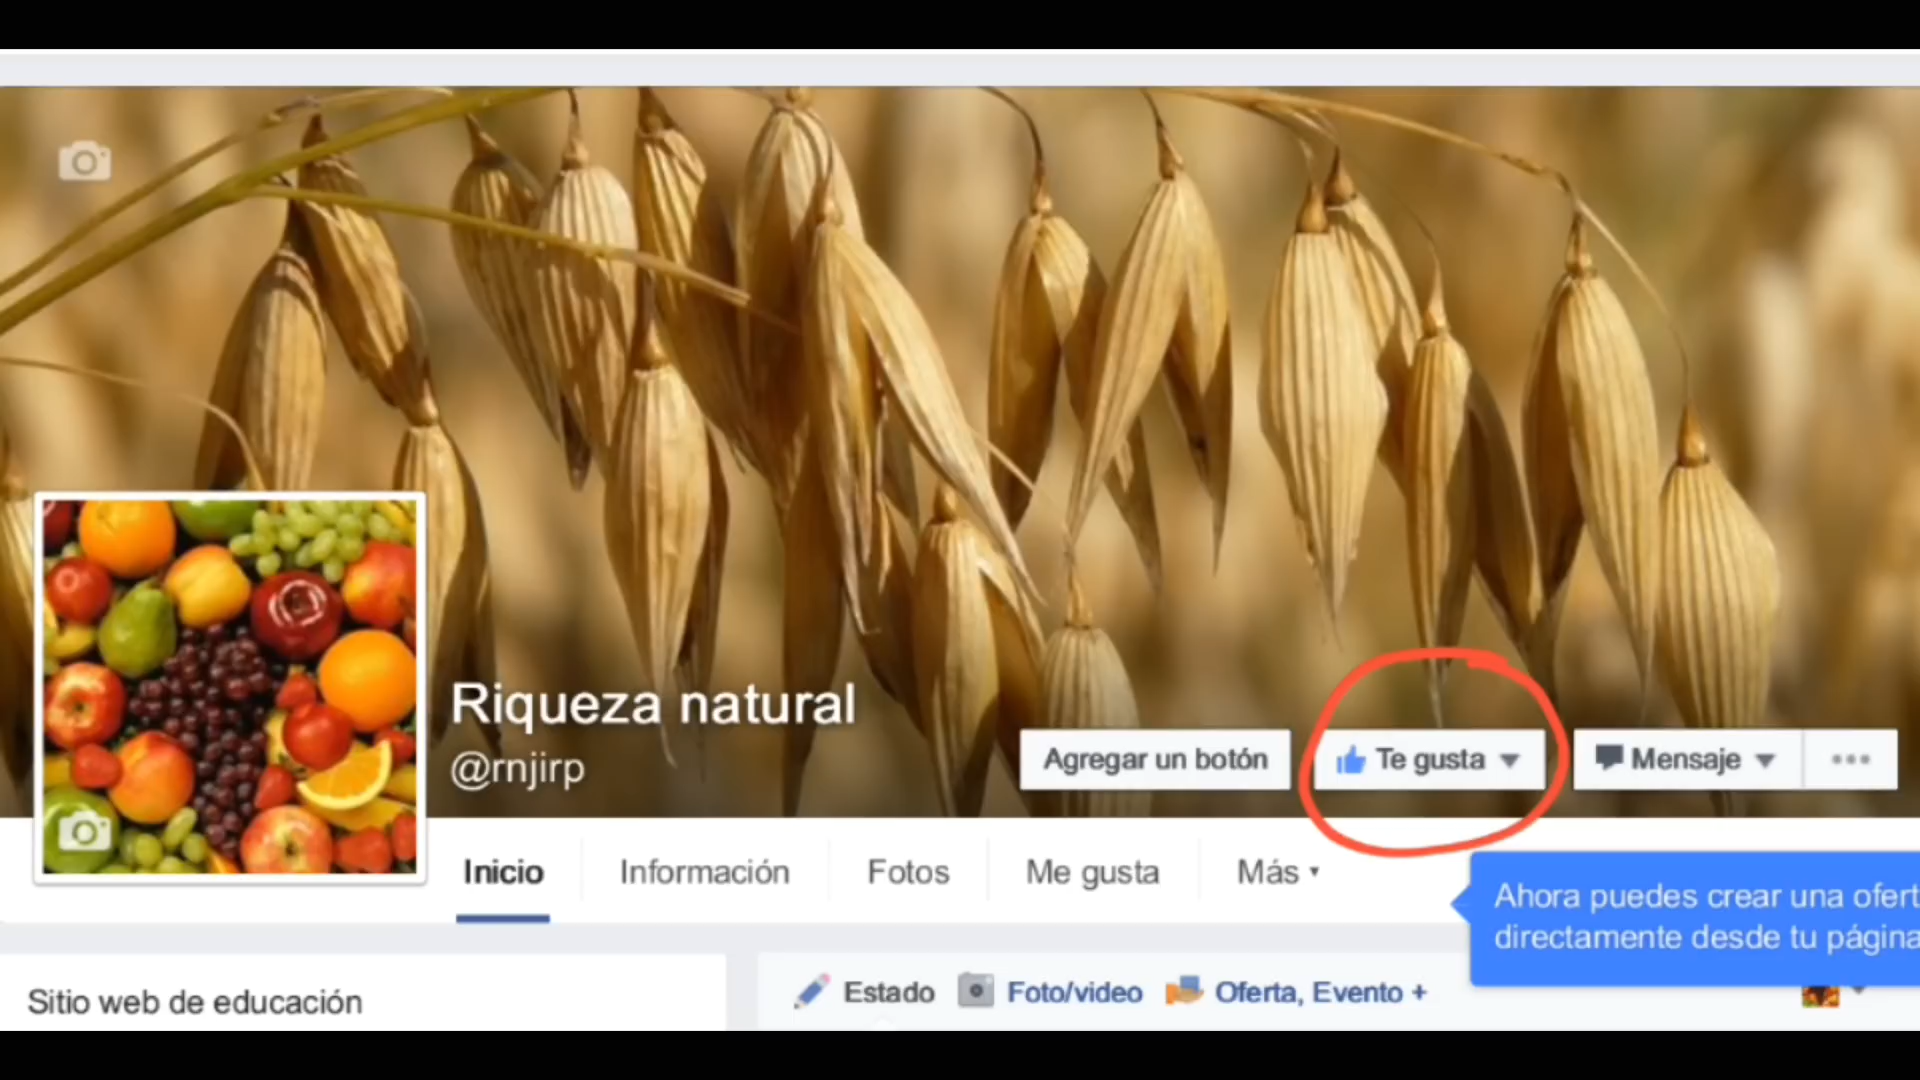 Riqueza natural
@rnjirp
Agregar un botón
Te gusta
Mensaje
Inicio
Información
Fotos
Me gusta
Más
Ahora puedes crear una ofert
directamente desde tu página
Sitio web de educación
Estado
Foto/video
Oferta, Evento +